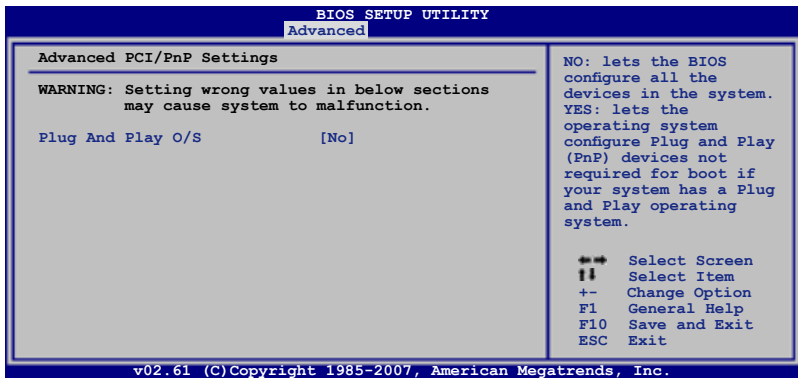 BIOS SETUP UTILITY
Advanced
Advanced PCI/PnP Settings
WARNING: Setting wrong values in below sections
may cause system to malfunction.
Plug And Play O/S [No]
NO: lets the BIOS
configure all the
devices in the system.
YES: lets the
operating system
configure Plug and Play
(PnP) devices not
required for boot if
your system has a Plug
and Play operating
system.
←→ Select Screen
↑↓ Select Item
+- Change Option
F1 General Help
F10 Save and Exit
ESC Exit
v02.61 (C)Copyright 1985-2007, American Megatrends, Inc.